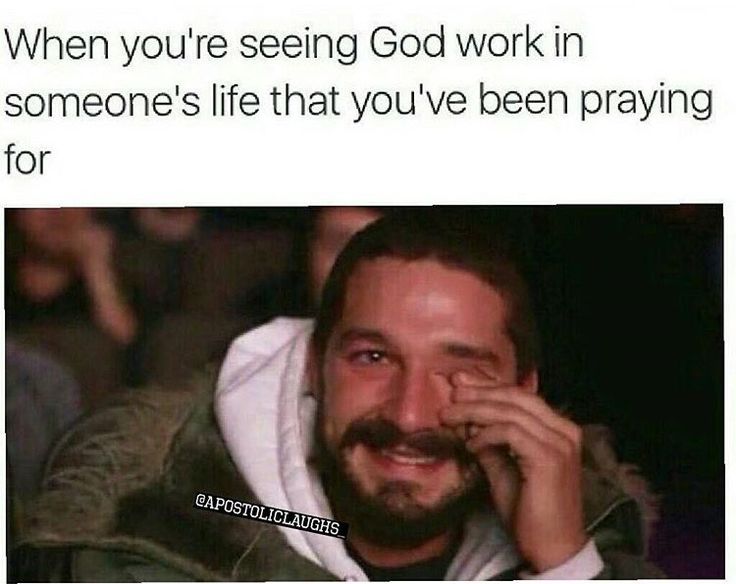 When you're seeing God work in
someone's life that you've been praying
for
@APOSTOLICLAUGHS_